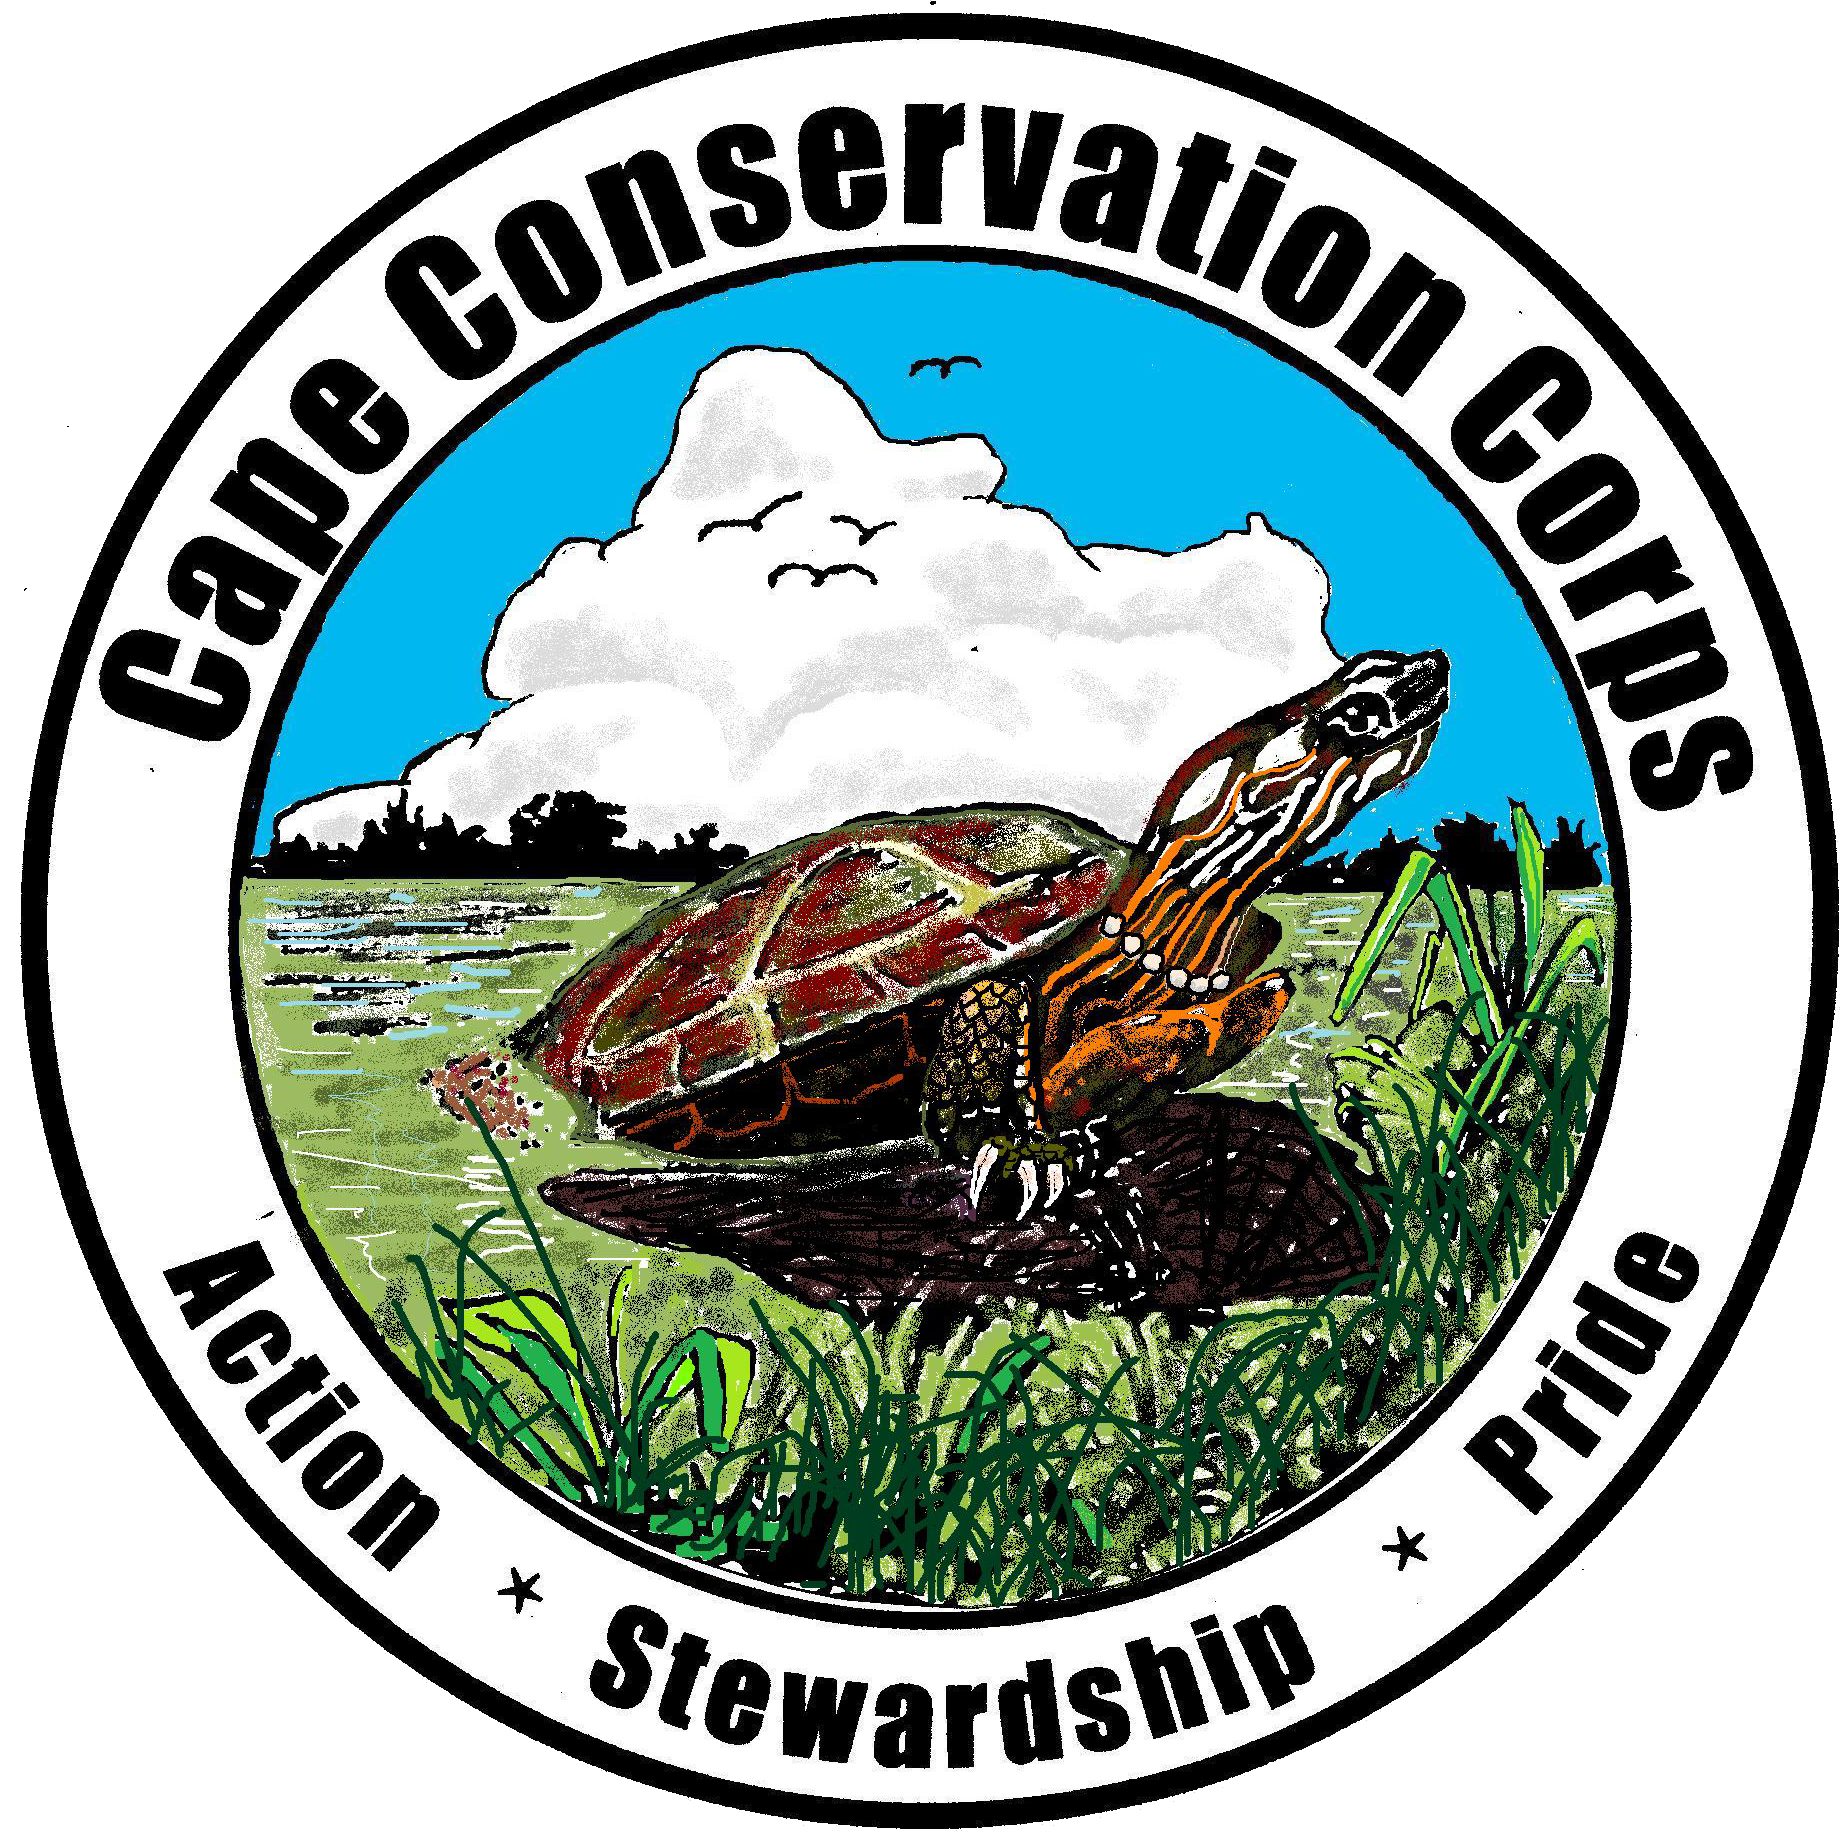 Cape Conservation Corps
Action * Stewardship * Pride